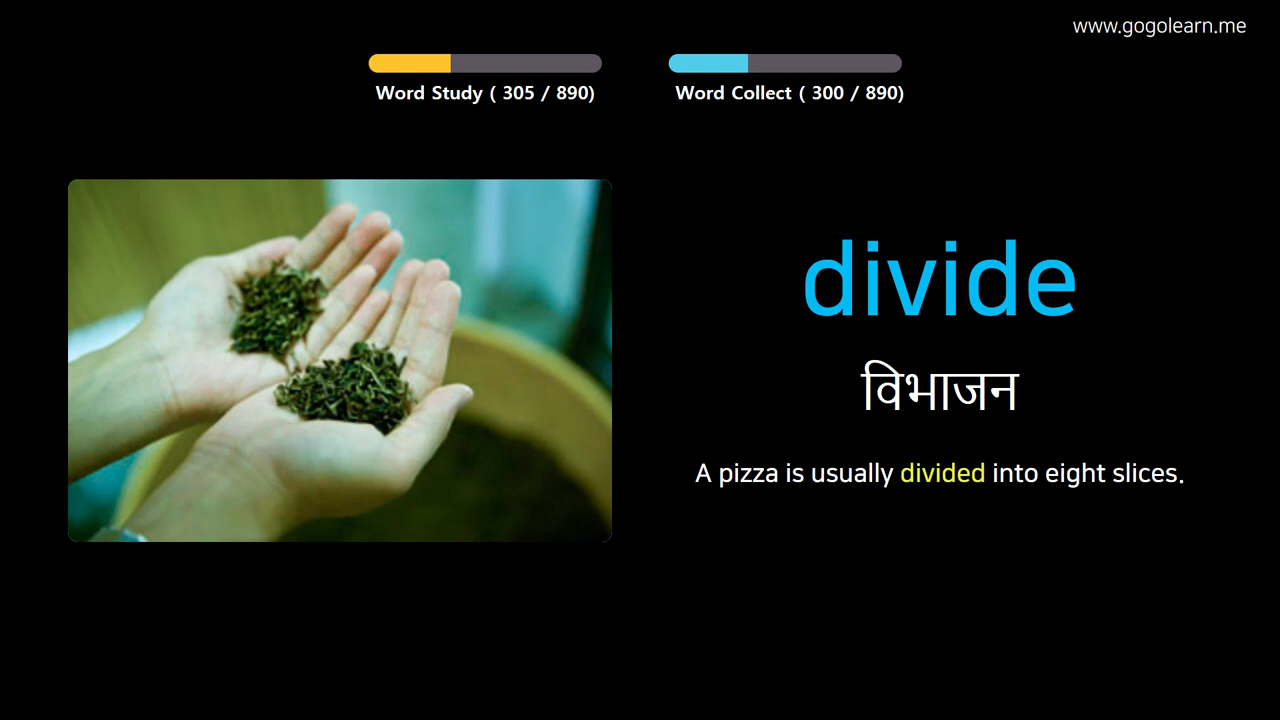 www.gogolearn.me
Word Study ( 305 / 890)
Word Collect ( 300 / 890)
divide
विभाजन
A pizza is usually divided into eight slices.